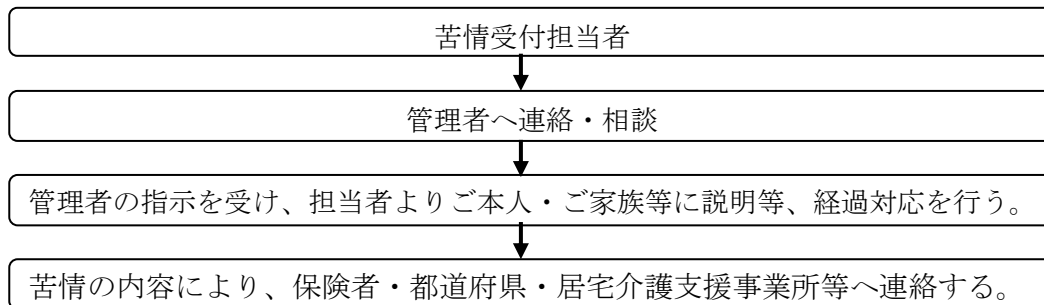 苦情受付担当者
管理者へ連絡・相談
管理者の指示を受け、担当者よりご本人・ご家族等に説明等、経過対応を行う。
苦情の内容により、保険者・都道府県・居宅介護支援事業所等へ連絡する。